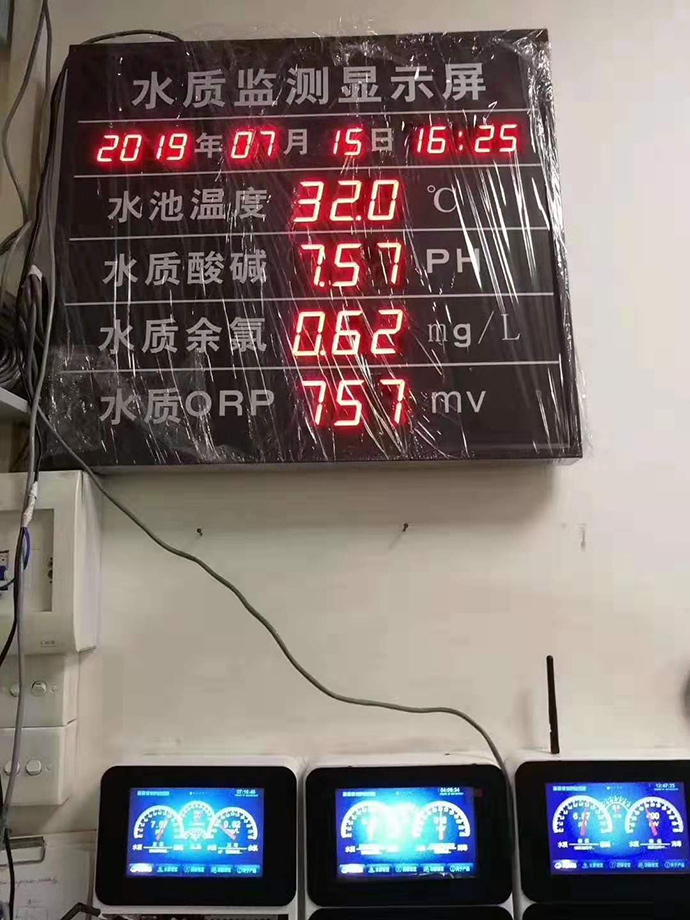 水质监测显示屏
2019年07月15日 16:25
水池温度 32.0 ℃
水质酸碱 7.57 PH
水质余氯 0.62 mg/L
水质ORP 757 mv